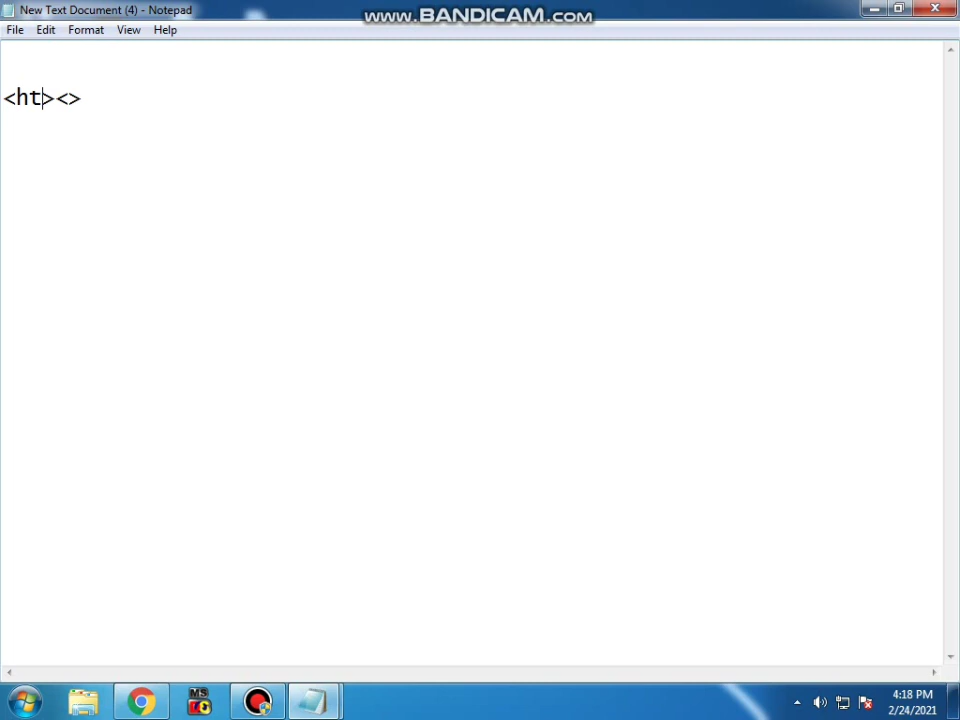 New Text Document (4) - Notepad
www.BANDICAM.com
File Edit Format View Help
<ht><>
MS
4:18 PM
2/24/2021